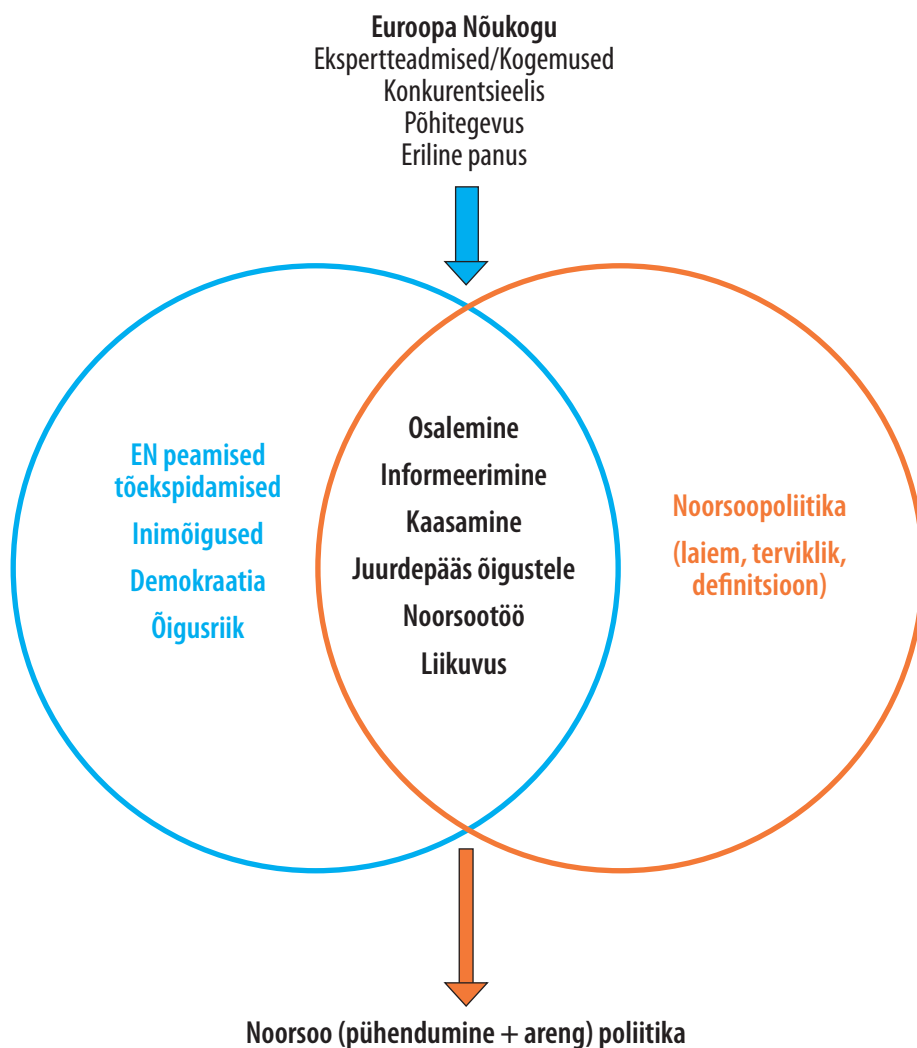 Euroopa Nõukogu
Ekspertteadmised/Kogemused
Konkurentsieelis
Põhitegevus
Eriline panus
EN peamised
tõekspidamised
Inimõigused
Demokraatia
Õigusriik
Osalemine
Informeerimine
Kaasamine
Juurdepääs õigustele
Noorsootöö
Liikuvus
Noorsoopoliitika
(laiem, terviklik,
definitsioon)
Noorsoo (pühendumine + areng) poliitika